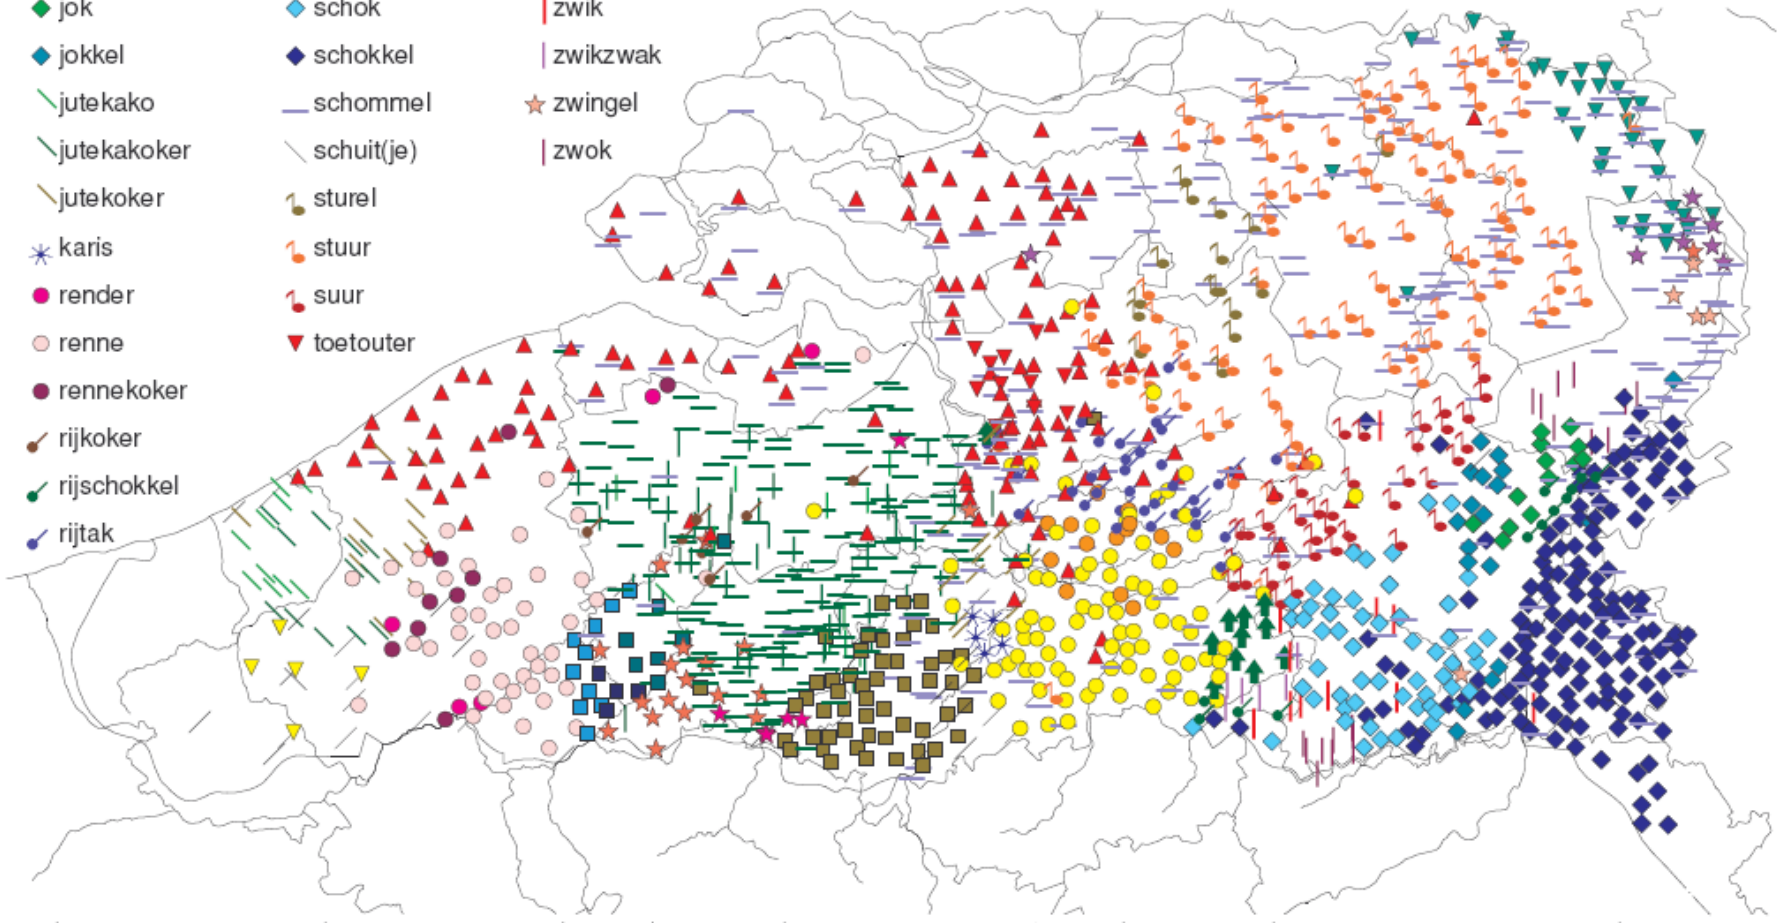 jok
jokkel
jutekako
jutekakoker
jutekoker
karis
render
renne
rennekoker
rijkoker
rijschokkel
rijtak
schok
schokkel
schommel
schuit(je)
sturel
stuur
suur
toetouter
zwik
zwikzwak
zwingel
zwok